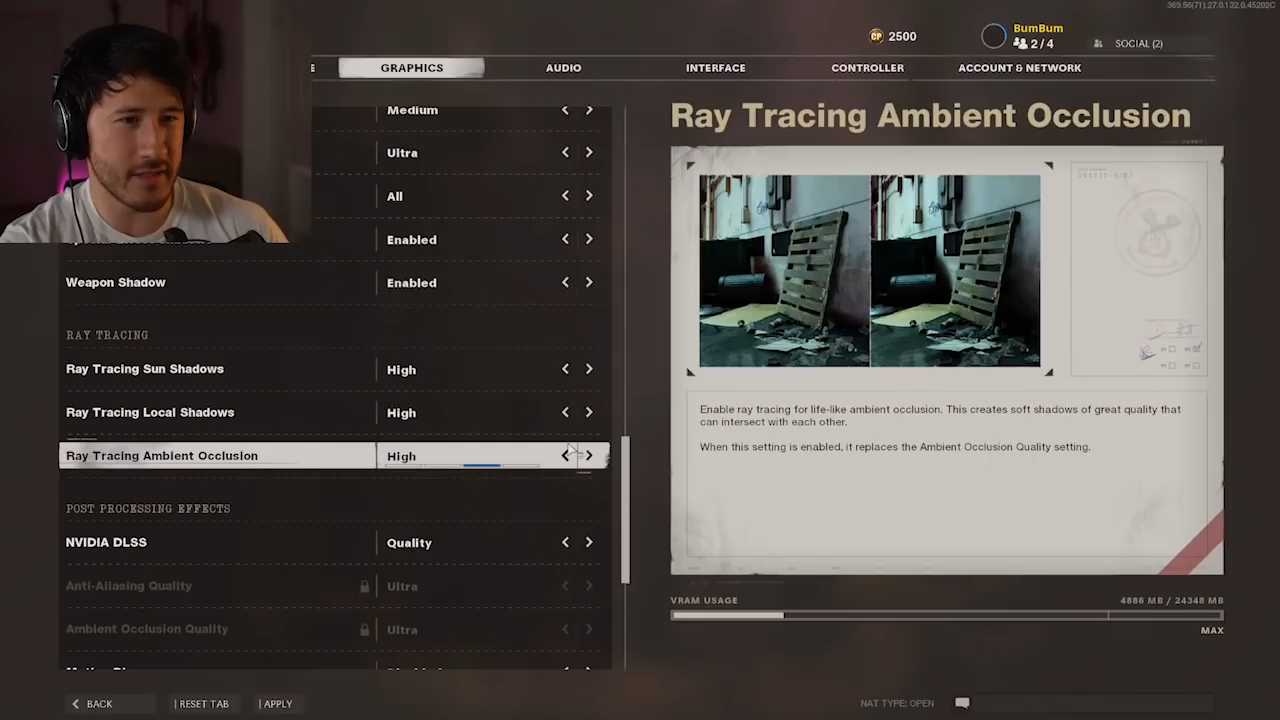 369.56(71).27.0.132.0.45202C
2500
BumBum
2 / 4
SOCIAL (2)
GRAPHICS
AUDIO
INTERFACE
CONTROLLER
ACCOUNT & NETWORK
Medium
Ultra
All
Enabled
Weapon Shadow Enabled
RAY TRACING
Ray Tracing Sun Shadows High
Ray Tracing Local Shadows High
Ray Tracing Ambient Occlusion High
POST PROCESSING EFFECTS
NVIDIA DLSS Quality
Anti-Aliasing Quality Ultra
Ambient Occlusion Quality Ultra
Ray Tracing Ambient Occlusion
Enable ray tracing for life-like ambient occlusion. This creates soft shadows of great quality that
can intersect with each other.
When this setting is enabled, it replaces the Ambient Occlusion Quality setting.
VRAM USAGE 4886 MB / 24348 MB
MAX
BACK
RESET TAB
APPLY
NAT TYPE: OPEN